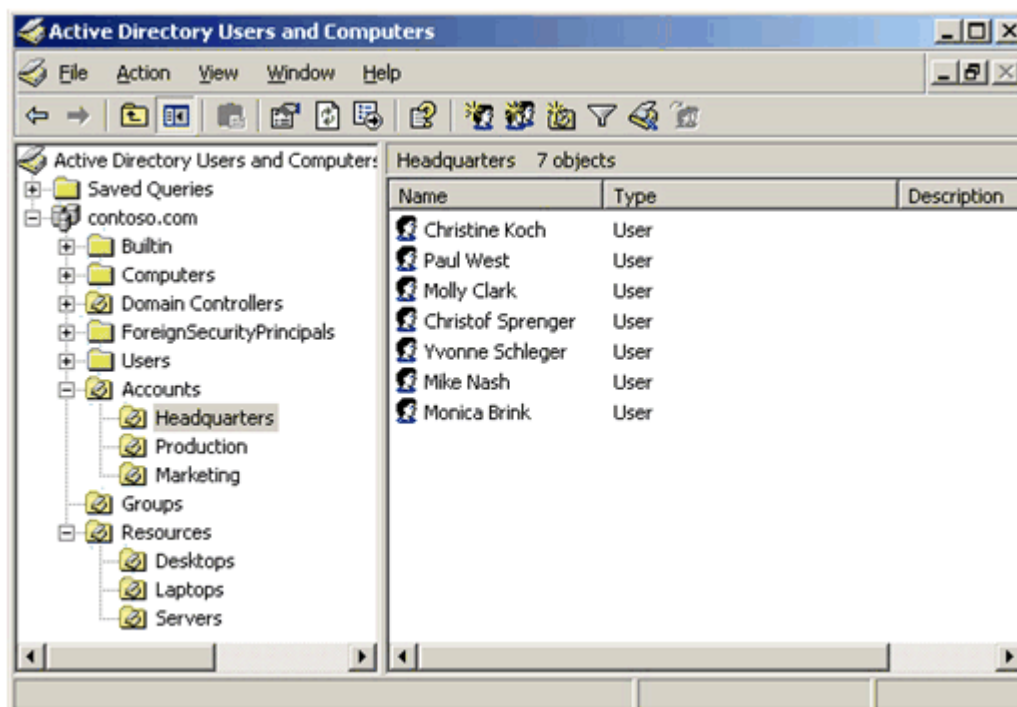 Active Directory Users and Computers
File Action View Window Help
Active Directory Users and Computers
Saved Queries
contoso.com
Builtin
Computers
Domain Controllers
ForeignSecurityPrincipals
Users
Accounts
Headquarters
Production
Marketing
Groups
Resources
Desktops
Laptops
Servers
Headquarters 7 objects
Name Type Description
Christine Koch User
Paul West User
Molly Clark User
Christof Sprenger User
Yvonne Schleger User
Mike Nash User
Monica Brink User